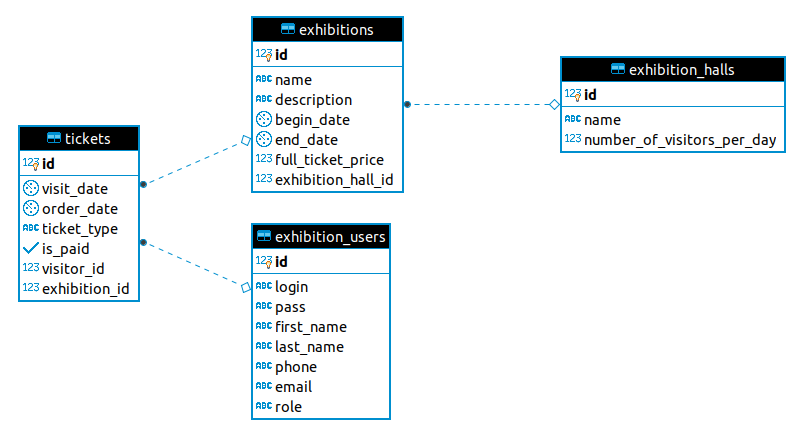 exhibitions
123 id
ABC name
ABC description
begin_date
end_date
123 full_ticket_price
123 exhibition_hall_id
exhibition_halls
123 id
ABC name
123 number_of_visitors_per_day
tickets
123 id
visit_date
order_date
ABC ticket_type
is_paid
123 visitor_id
123 exhibition_id
exhibition_users
123 id
ABC login
ABC pass
ABC first_name
ABC last_name
ABC phone
ABC email
ABC role